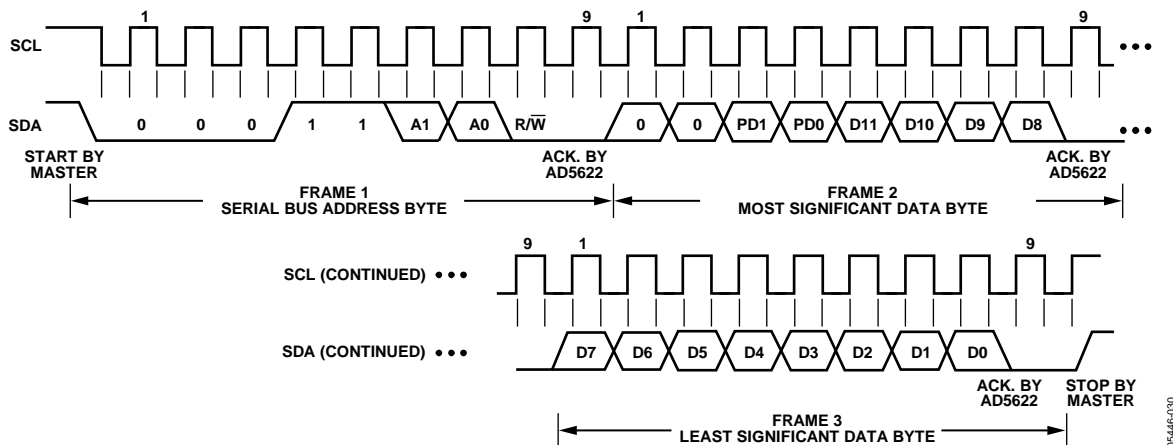 1 9 1 9
SCL
SDA 0 0 0 1 1 A1 A0 R/W̅ 0 0 PD1 PD0 D11 D10 D9 D8
START BY MASTER
ACK. BY AD5622
ACK. BY AD5622
FRAME 1
SERIAL BUS ADDRESS BYTE
FRAME 2
MOST SIGNIFICANT DATA BYTE
9 1 9
SCL (CONTINUED)
SDA (CONTINUED) D7 D6 D5 D4 D3 D2 D1 D0
ACK. BY AD5622
STOP BY MASTER
FRAME 3
LEAST SIGNIFICANT DATA BYTE
05446-030